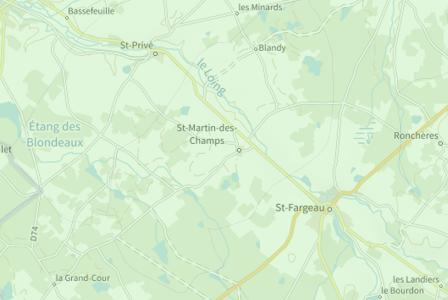 Bassefeuille
les Minards
St-Privé
Blandy
le Loing
St-Martin-des-
Champs
Étang des
Blondeaux
Roncheres
let
St-Fargeau
D74
la Grand-Cour
les Landiers
le Bourdon